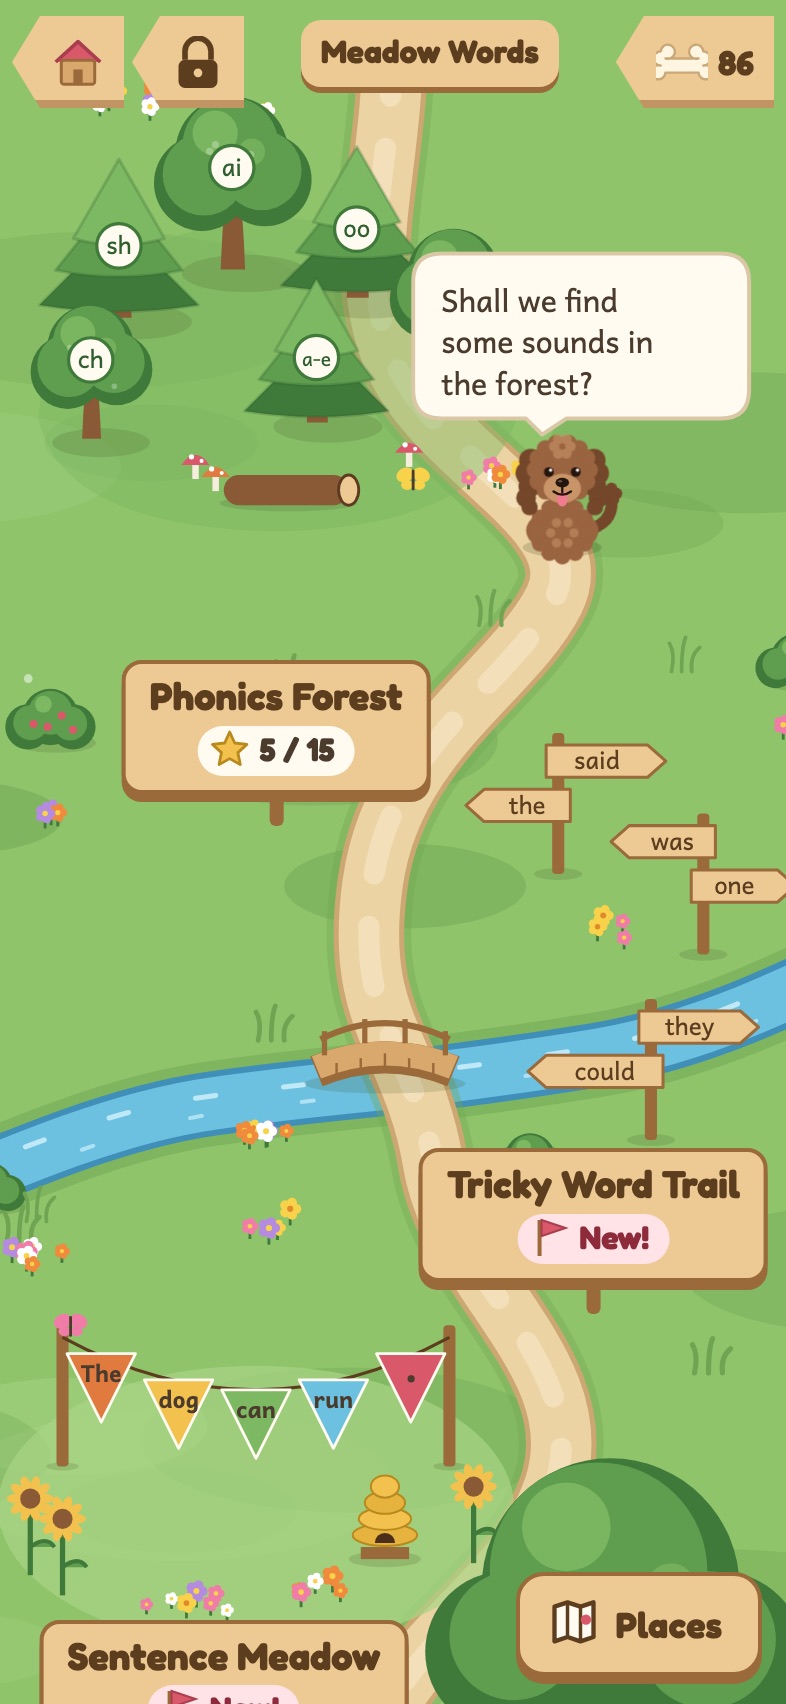 Meadow Words
86
ai
sh
oo
ch
a-e
Shall we find
some sounds in
the forest?
Phonics Forest
5 / 15
said
the
was
one
they
could
Tricky Word Trail
New!
The
dog
can
run
.
Places
Sentence Meadow
New!